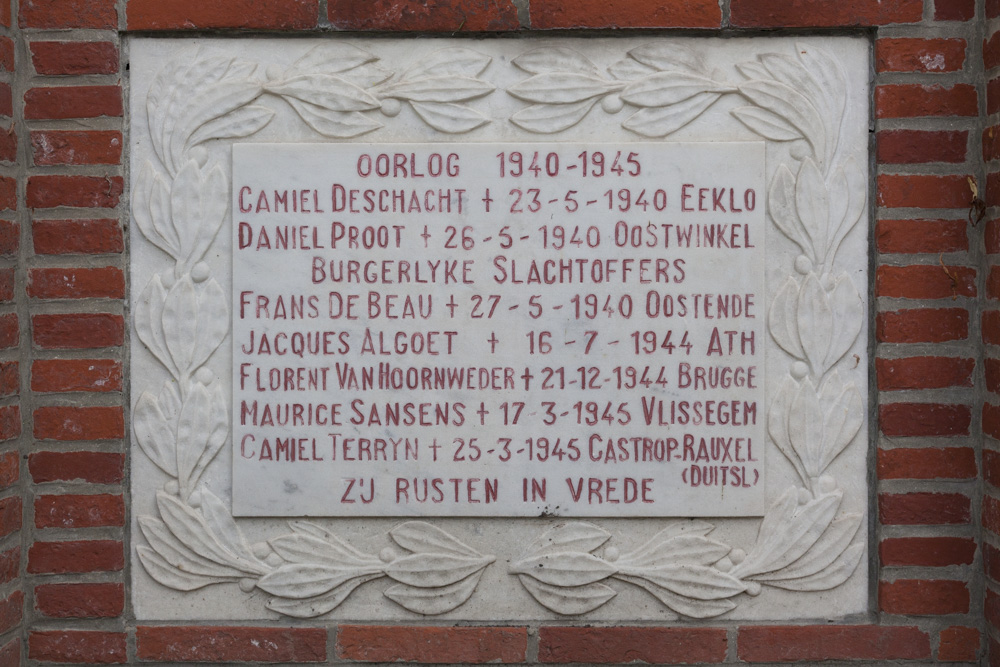 OORLOG 1940-1945
CAMIEL DESCHACHT † 23-5-1940 EEKLO
DANIEL PROOT † 26-5-1940 OOSTWINKEL
BURGERLYKE SLACHTOFFERS
FRANS DE BEAU † 27-5-1940 OOSTENDE
JACQUES ALGOET † 16-7-1944 ATH
FLORENT VAN HOORNWEDER † 21-12-1944 BRUGGE
MAURICE SANSENS † 17-3-1945 VLISSEGEM
CAMIEL TERRYN † 25-3-1945 CASTROP-RAUXEL
(DUITSL)
ZIJ RUSTEN IN VREDE